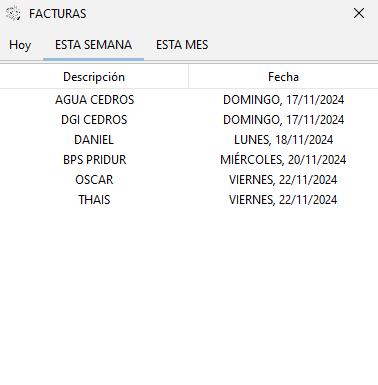 FACTURAS
Hoy ESTA SEMANA ESTA MES
Descripción Fecha
AGUA CEDROS DOMINGO, 17/11/2024
DGI CEDROS DOMINGO, 17/11/2024
DANIEL LUNES, 18/11/2024
BPS PRIDUR MIÉRCOLES, 20/11/2024
OSCAR VIERNES, 22/11/2024
THAIS VIERNES, 22/11/2024